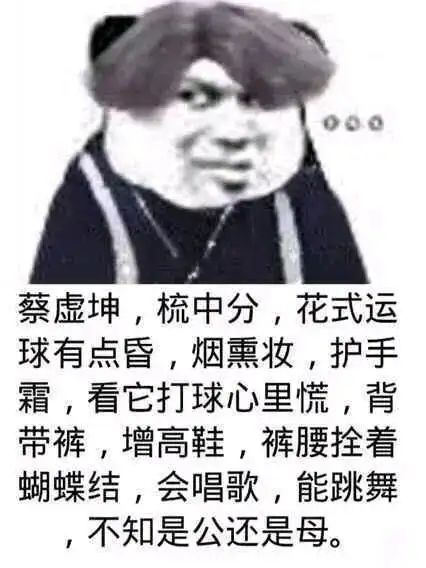 蔡虚坤，梳中分，花式运
球有点昏，烟熏妆，护手
霜，看它打球心里慌，背
带裤，增高鞋，裤腰拴着
蝴蝶结，会唱歌，能跳舞
，不知是公还是母。